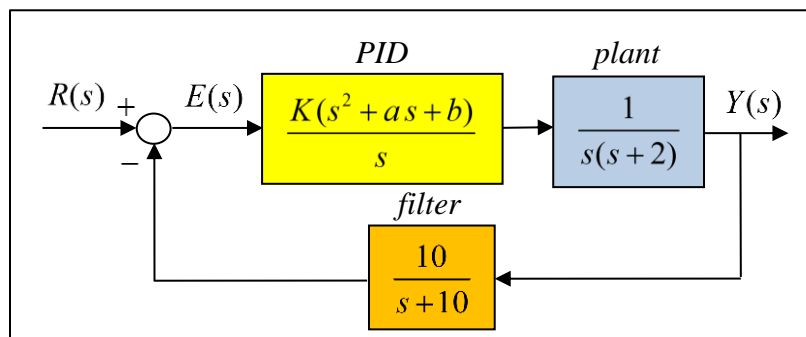 PID
plant
R(s)
+
E(s)
K(s² + as + b)
s
1
s(s + 2)
Y(s)
−
filter
10
s + 10